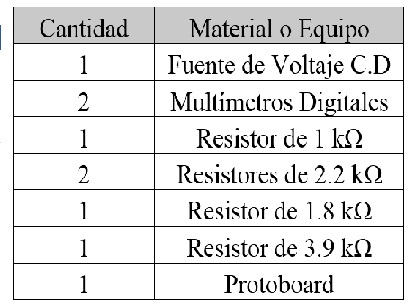 Cantidad Material o Equipo
1 Fuente de Voltaje C.D
2 Multímetros Digitales
1 Resistor de 1 kΩ
2 Resistores de 2.2 kΩ
1 Resistor de 1.8 kΩ
1 Resistor de 3.9 kΩ
1 Protoboard